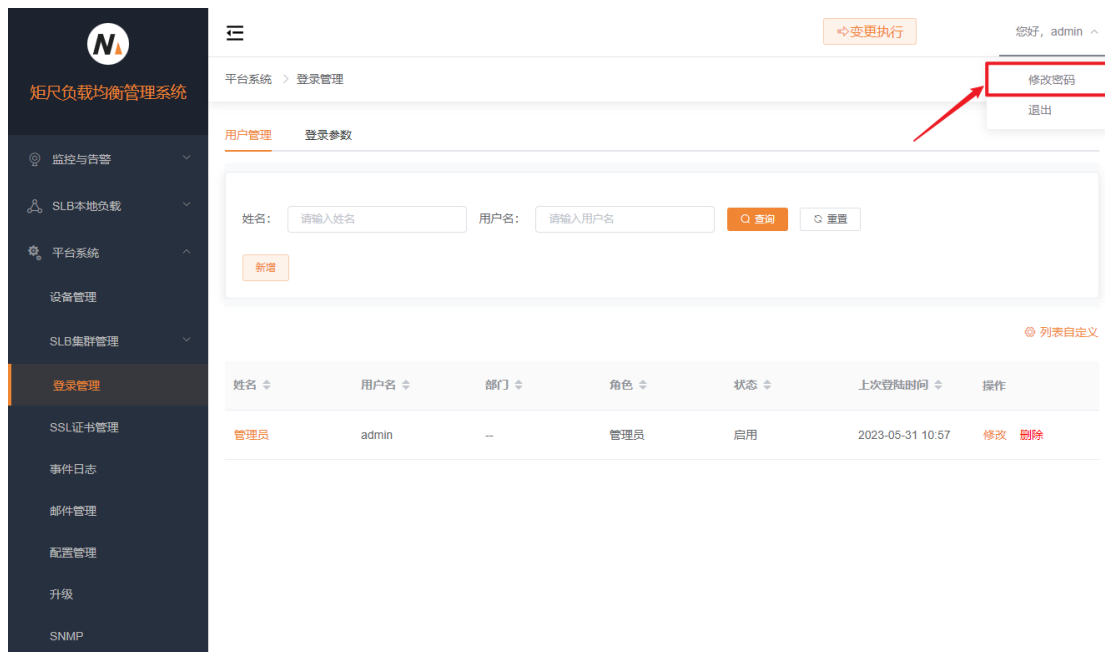 矩尺负载均衡管理系统
监控与告警
SLB本地负载
平台系统
设备管理
SLB集群管理
登录管理
SSL证书管理
事件日志
邮件管理
配置管理
升级
SNMP
变更执行
您好，admin
修改密码
退出
平台系统 > 登录管理
用户管理 登录参数
姓名： 请输入姓名 用户名： 请输入用户名 查询 重置
新增
列表自定义
姓名 用户名 部门 角色 状态 上次登陆时间 操作
管理员 admin -- 管理员 启用 2023-05-31 10:57 修改 删除